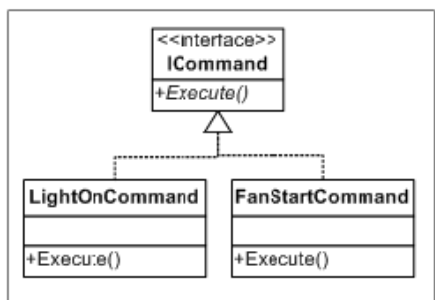 <<interface>>
ICommand
+Execute()
LightOnCommand
FanStartCommand
+Execute()
+Execute()